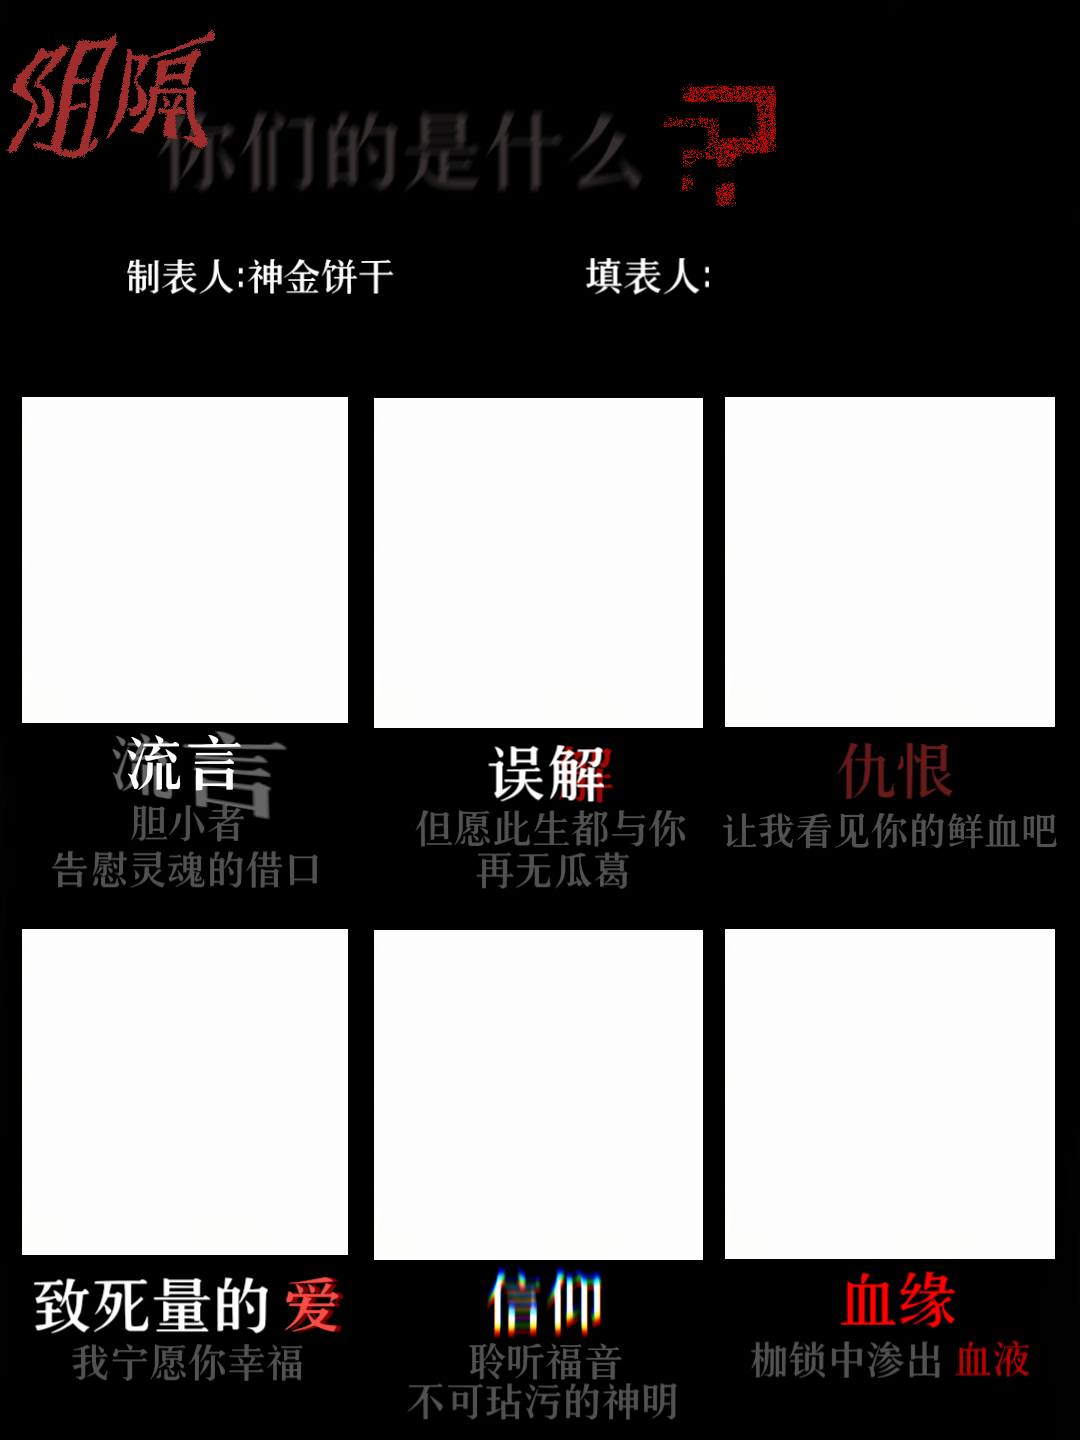 阻隔
你们的是什么?
制表人:神金饼干
填表人:
流言
胆小者
告慰灵魂的借口
误解
但愿此生都与你
再无瓜葛
仇恨
让我看见你的鲜血吧
致死量的 爱
我宁愿你幸福
信仰
聆听福音
不可玷污的神明
血缘
枷锁中渗出 血液